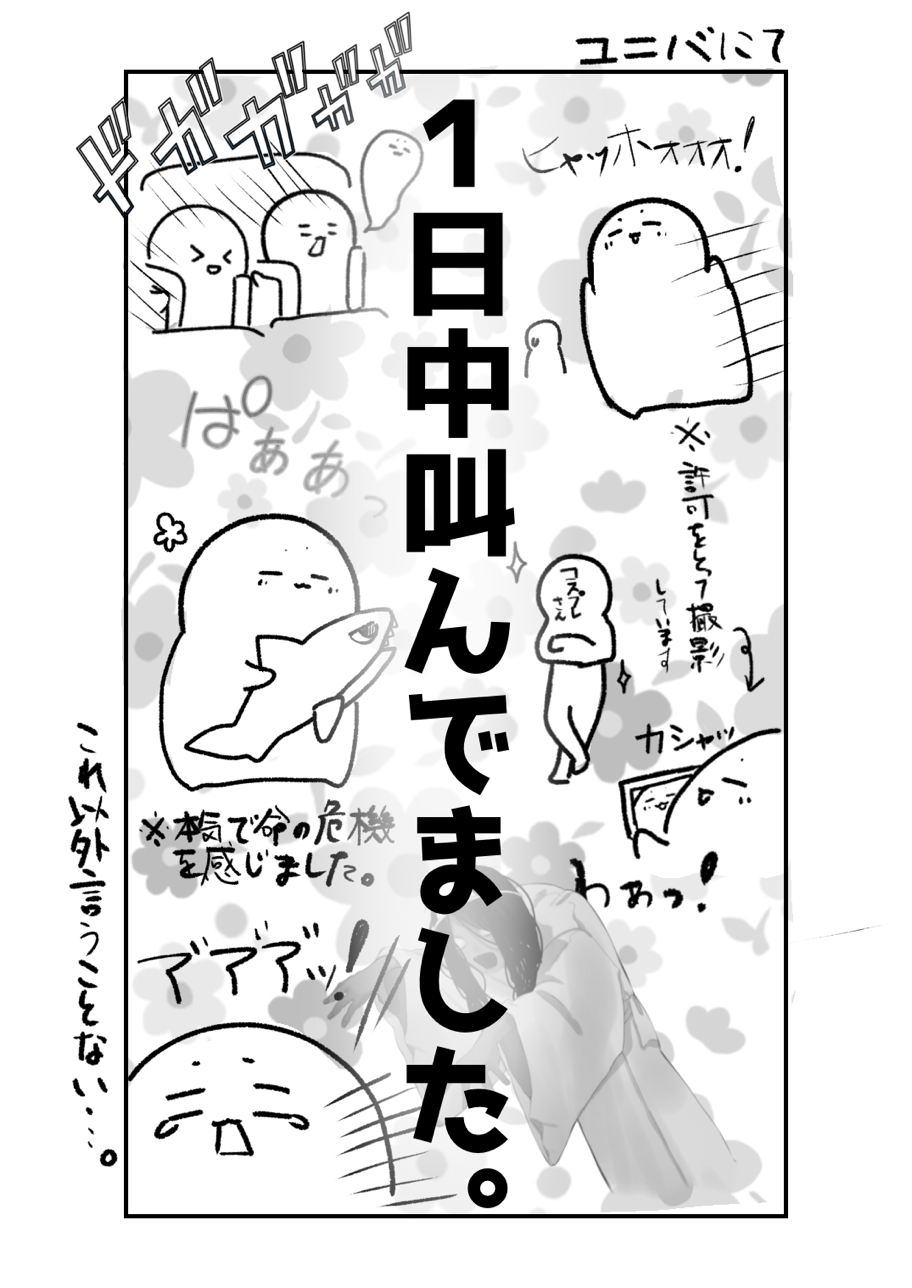 ユニバにて
ヒャッホオオオ!
※許可をとって撮影
しています
コスプレ
さん
カシャッ
わあっ!
1日中叫んでました。
ドガガガガ
ぱぁぁっ
※本気で命の危機
を感じました。
アアアッ!
これ以外言うことない…。